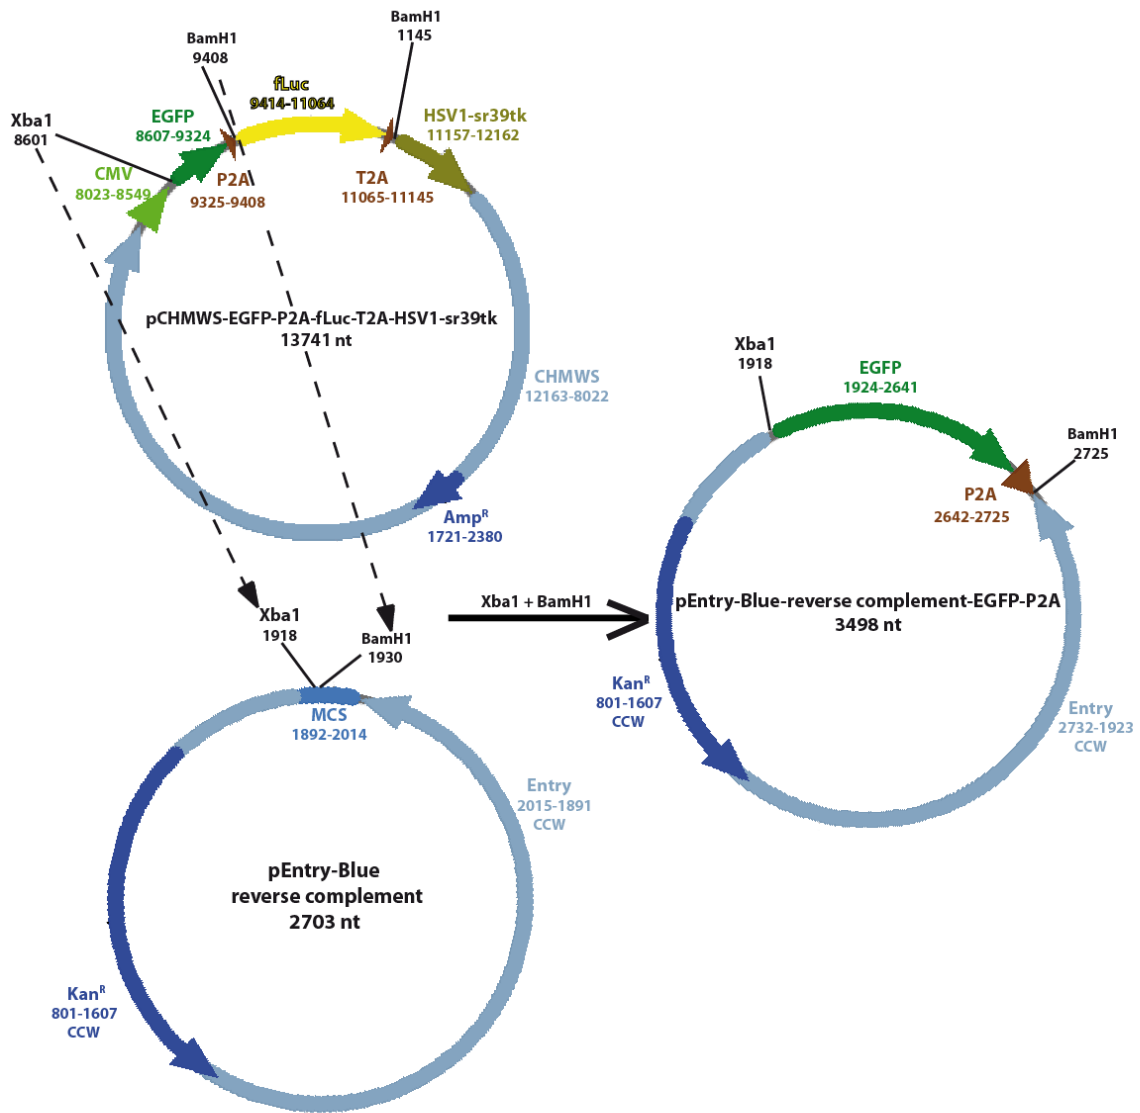 BamH1
1145
BamH1
9408
fLuc
9414-11064
Xba1
8601
EGFP
8607-9324
HSV1-sr39tk
11157-12162
CMV
8023-8549
P2A
9325-9408
T2A
11065-11145
pCHMWS-EGFP-P2A-fLuc-T2A-HSV1-sr39tk
13741 nt
CHMWS
12163-8022
AmpR
1721-2380
Xba1
1918
BamH1
1930
MCS
1892-2014
Entry
2015-1891
CCW
pEntry-Blue
reverse complement
2703 nt
KanR
801-1607
CCW
Xba1 + BamH1
Xba1
1918
EGFP
1924-2641
BamH1
2725
P2A
2642-2725
pEntry-Blue-reverse complement-EGFP-P2A
3498 nt
KanR
801-1607
CCW
Entry
2732-1923
CCW